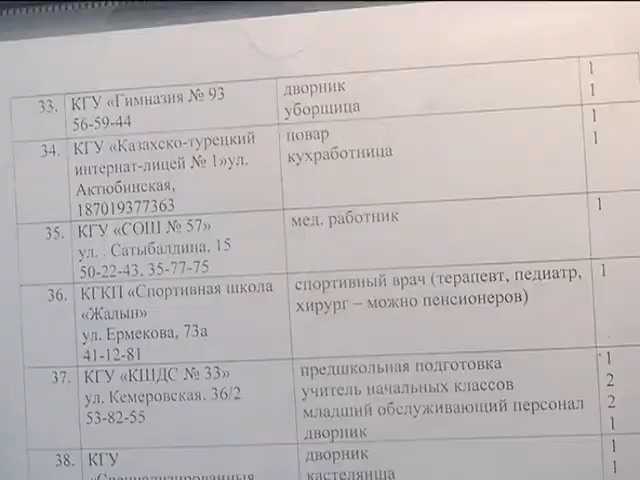 33. КГУ «Гимназия № 93 дворник 1
56-59-44 уборщица 1
34. КГУ «Казахско-турецкий повар 1
интернат-лицей № 1»ул. кухработница 1
Актюбинская,
187019377363
35. КГУ «СОШ № 57» мед. работник 1
ул. . Сатыбалдина, 15
50-22-43, 35-77-75
36. КГКП «Спортивная школа спортивный врач (терапевт, педиатр, 1
«Жалын» хирург – можно пенсионеров)
ул. Ермекова, 73а
41-12-81
37. КГУ «КШДС № 33» предшкольная подготовка 1
ул. Кемеровская. 36/2 учитель начальных классов 2
53-82-55 младший обслуживающий персонал 2
дворник 1
38. КГУ дворник 1
«Специализированныя кастелянша 1